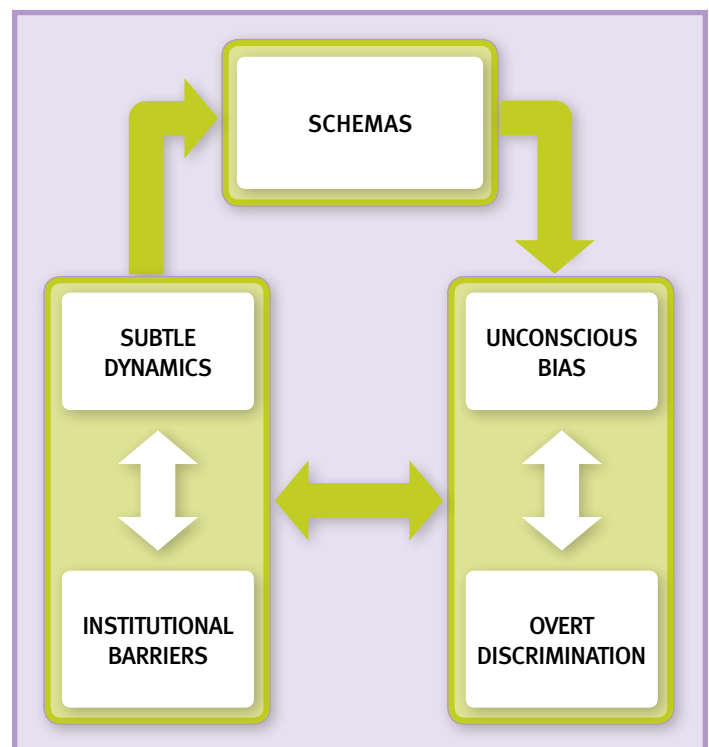 SCHEMAS
SUBTLE
DYNAMICS
UNCONSCIOUS
BIAS
INSTITUTIONAL
BARRIERS
OVERT
DISCRIMINATION